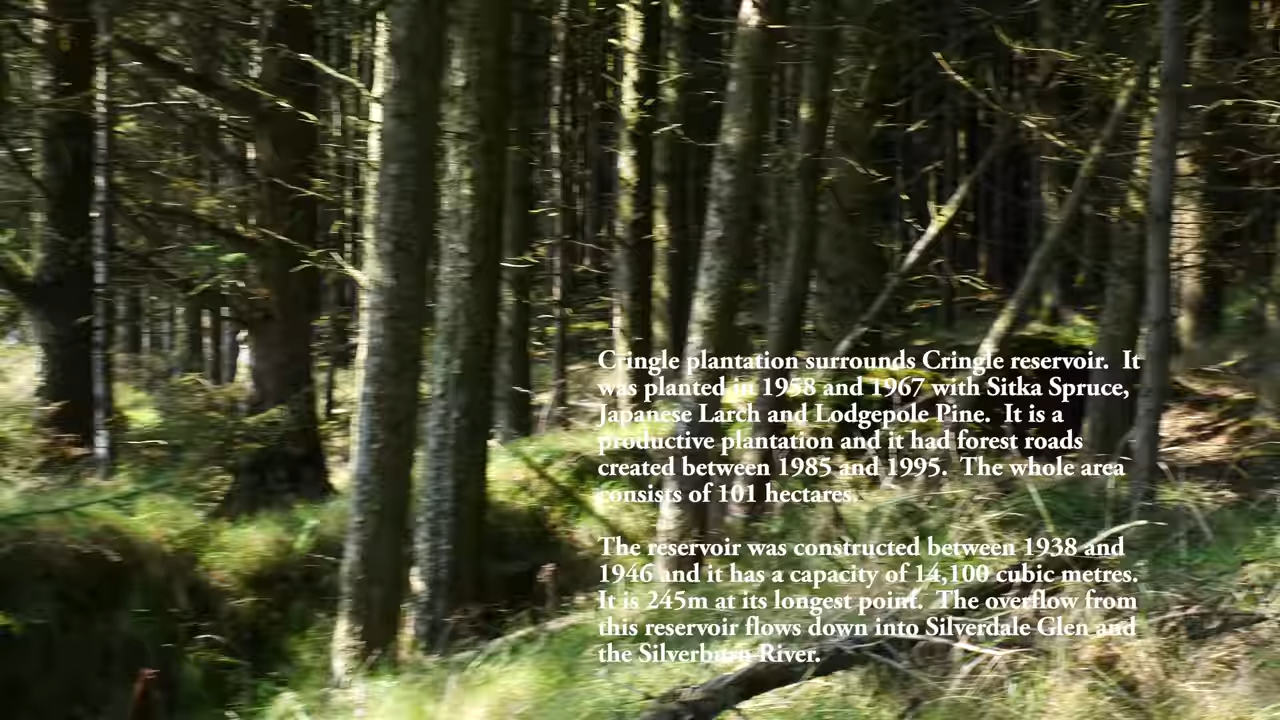 Cringle plantation surrounds Cringle reservoir.  It
was planted in 1958 and 1967 with Sitka Spruce,
Japanese Larch and Lodgepole Pine.  It is a
productive plantation and it had forest roads
created between 1985 and 1995.  The whole area
consists of 101 hectares.
The reservoir was constructed between 1938 and
1946 and it has a capacity of 14,100 cubic metres.
It is 245m at its longest point.  The overflow from
this reservoir flows down into Silverdale Glen and
the Silverburn River.